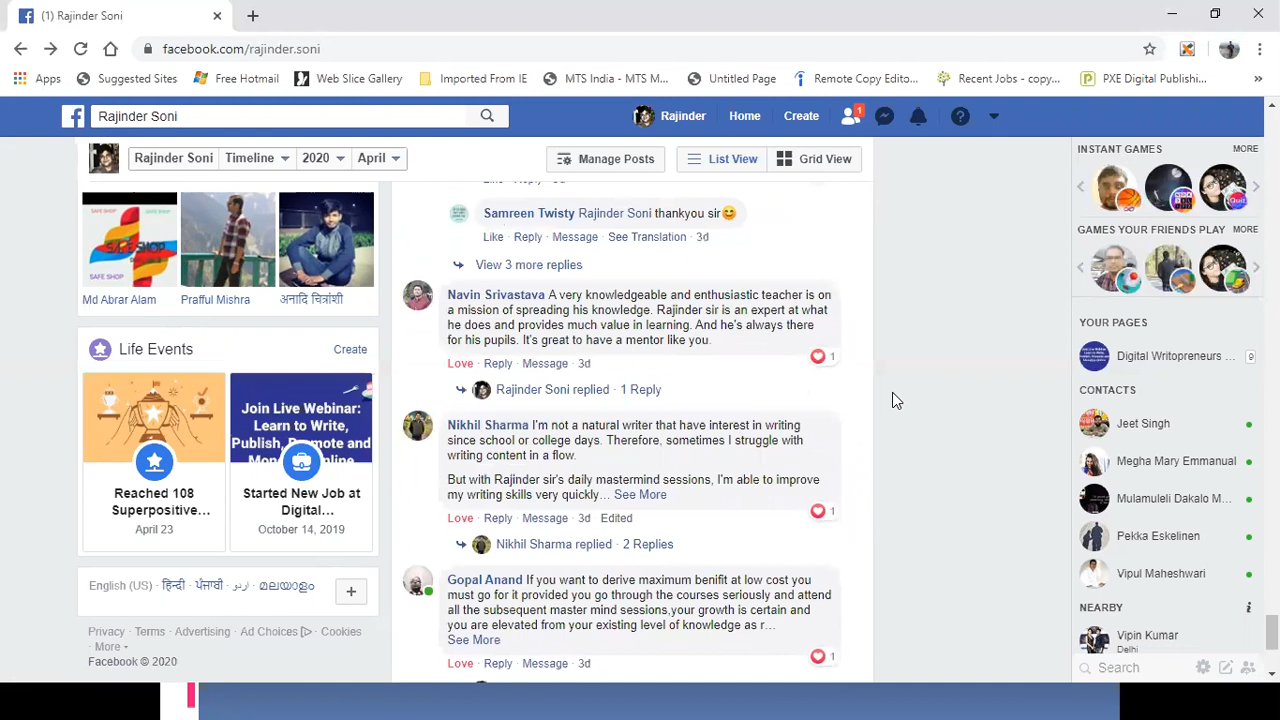 (1) Rajinder Soni
facebook.com/rajinder.soni
Apps Suggested Sites Free Hotmail Web Slice Gallery Imported From IE MTS India - MTS M... Untitled Page Remote Copy Edito... Recent Jobs - copy... PXE Digital Publishi... »
Rajinder Soni
Rajinder Home Create 1
Rajinder Soni Timeline 2020 April Manage Posts List View Grid View
SAFE SHOP
Md Abrar Alam Prafful Mishra अनादि चित्रांशी
Life Events Create
Join Live Webinar:
Learn to Write,
Publish, Promote and
Reached 108
Superpositive...
April 23
Started New Job at
Digital...
October 14, 2019
English (US) · हिन्दी · ਪੰਜਾਬੀ · اردو · മലയാളം
Privacy · Terms · Advertising · Ad Choices · Cookies
· More
Facebook © 2020
Like · Reply · 3d
Samreen Twisty Rajinder Soni thankyou sir😊
Like · Reply · Message · See Translation · 3d
View 3 more replies
Navin Srivastava A very knowledgeable and enthusiastic teacher is on
a mission of spreading his knowledge. Rajinder sir is an expert at what
he does and provides much value in learning. And he's always there
for his pupils. It's great to have a mentor like you.
1
Love · Reply · Message · 3d
Rajinder Soni replied · 1 Reply
Nikhil Sharma I'm not a natural writer that have interest in writing
since school or college days. Therefore, sometimes I struggle with
writing content in a flow.
But with Rajinder sir's daily mastermind sessions, I'm able to improve
my writing skills very quickly... See More
1
Love · Reply · Message · 3d · Edited
Nikhil Sharma replied · 2 Replies
Gopal Anand If you want to derive maximum benifit at low cost you
must go for it provided you go through the courses seriously and attend
all the subsequent master mind sessions,your growth is certain and
you are elevated from your existing level of knowledge as r...
See More
1
Love · Reply · Message · 3d
INSTANT GAMES MORE
Quiz
GAMES YOUR FRIENDS PLAY MORE
YOUR PAGES
Digital Writopreneurs ... 9
CONTACTS
Jeet Singh
Megha Mary Emmanual
Mulamuleli Dakalo M...
Pekka Eskelinen
Vipul Maheshwari
NEARBY
Vipin Kumar
Delhi
Search